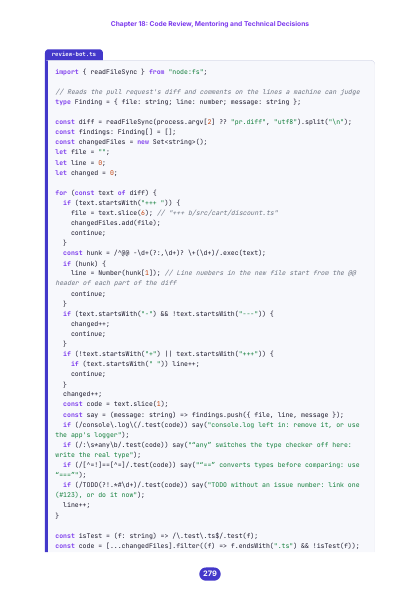 Chapter 18: Code Review, Mentoring and Technical Decisions
review-bot.ts
import { readFileSync } from "node:fs";
// Reads the pull request's diff and comments on the lines a machine can judge
type Finding = { file: string; line: number; message: string };
const diff = readFileSync(process.argv[2] ?? "pr.diff", "utf8").split("\n");
const findings: Finding[] = [];
const changedFiles = new Set<string>();
let file = "";
let line = 0;
let changed = 0;
for (const text of diff) {
if (text.startsWith("+++ ")) {
file = text.slice(6); // "+++ b/src/cart/discount.ts"
changedFiles.add(file);
continue;
}
const hunk = /^@@ -\d+(?:,\d+)? \+(\d+)/.exec(text);
if (hunk) {
line = Number(hunk[1]); // Line numbers in the new file start from the @@
header of each part of the diff
continue;
}
if (text.startsWith("-") && !text.startsWith("---")) {
changed++;
continue;
}
if (!text.startsWith("+") || text.startsWith("+++")) {
if (text.startsWith(" ")) line++;
continue;
}
changed++;
const code = text.slice(1);
const say = (message: string) => findings.push({ file, line, message });
if (/console\.log\(/.test(code)) say("console.log left in: remove it, or use
the app's logger");
if (/:\s+any\b/.test(code)) say("“any” switches the type checker off here:
write the real type");
if (/[^=!]==[^=]/.test(code)) say("“==” converts types before comparing: use
“===”");
if (/TODO(?!.*#\d+)/.test(code)) say("TODO without an issue number: link one
(#123), or do it now");
line++;
}
const isTest = (f: string) => /\.test\.ts$/.test(f);
const code = [...changedFiles].filter((f) => f.endsWith(".ts") && !isTest(f));
279